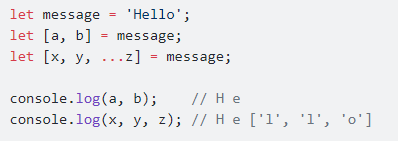 let message = 'Hello';
let [a, b] = message;
let [x, y, ...z] = message;
console.log(a, b);    // H e
console.log(x, y, z); // H e ['l', 'l', 'o']